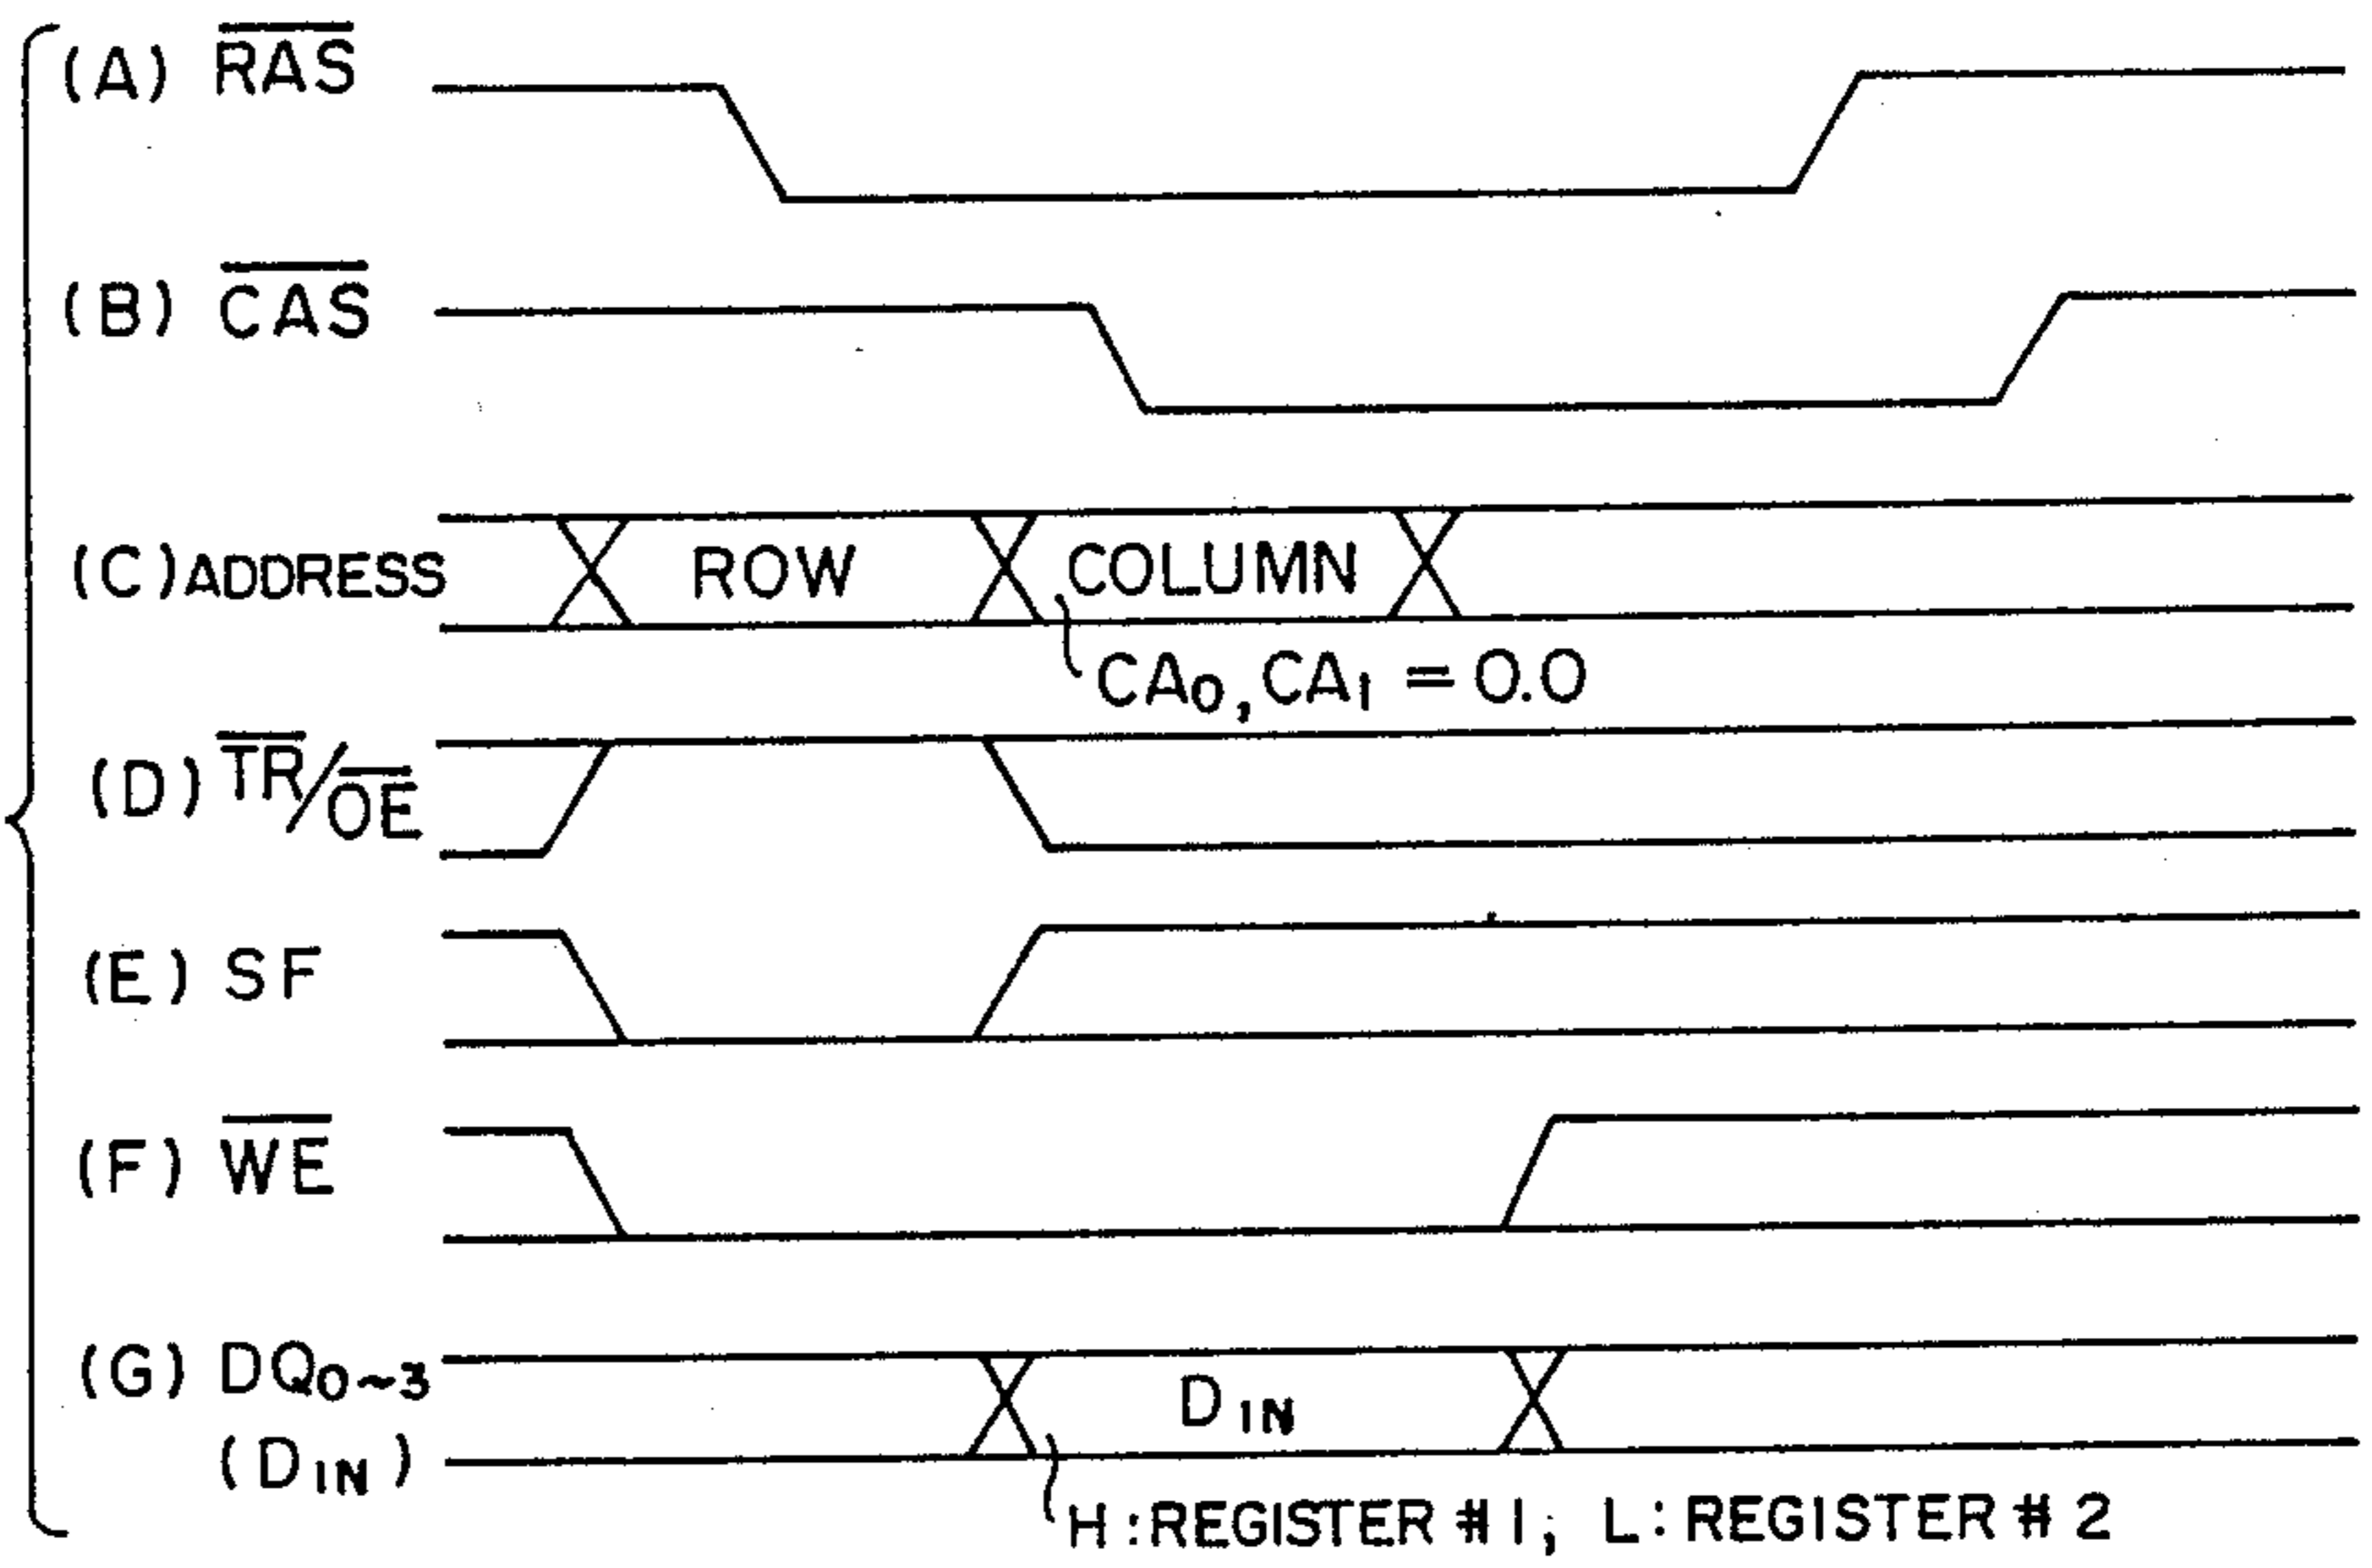 (A) RAS
(B) CAS
(C) ADDRESS ROW COLUMN
CA0, CA1 = 0.0
(D) TR/OE
(E) SF
(F) WE
(G) DQ0~3 DIN
(DIN)
H:REGISTER #1; L:REGISTER #2